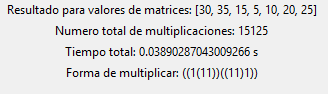 Resultado para valores de matrices: [30, 35, 15, 5, 10, 20, 25]
Numero total de multiplicaciones: 15125
Tiempo total: 0.03890287043009266 s
Forma de multiplicar: ((1(11))((11)1))